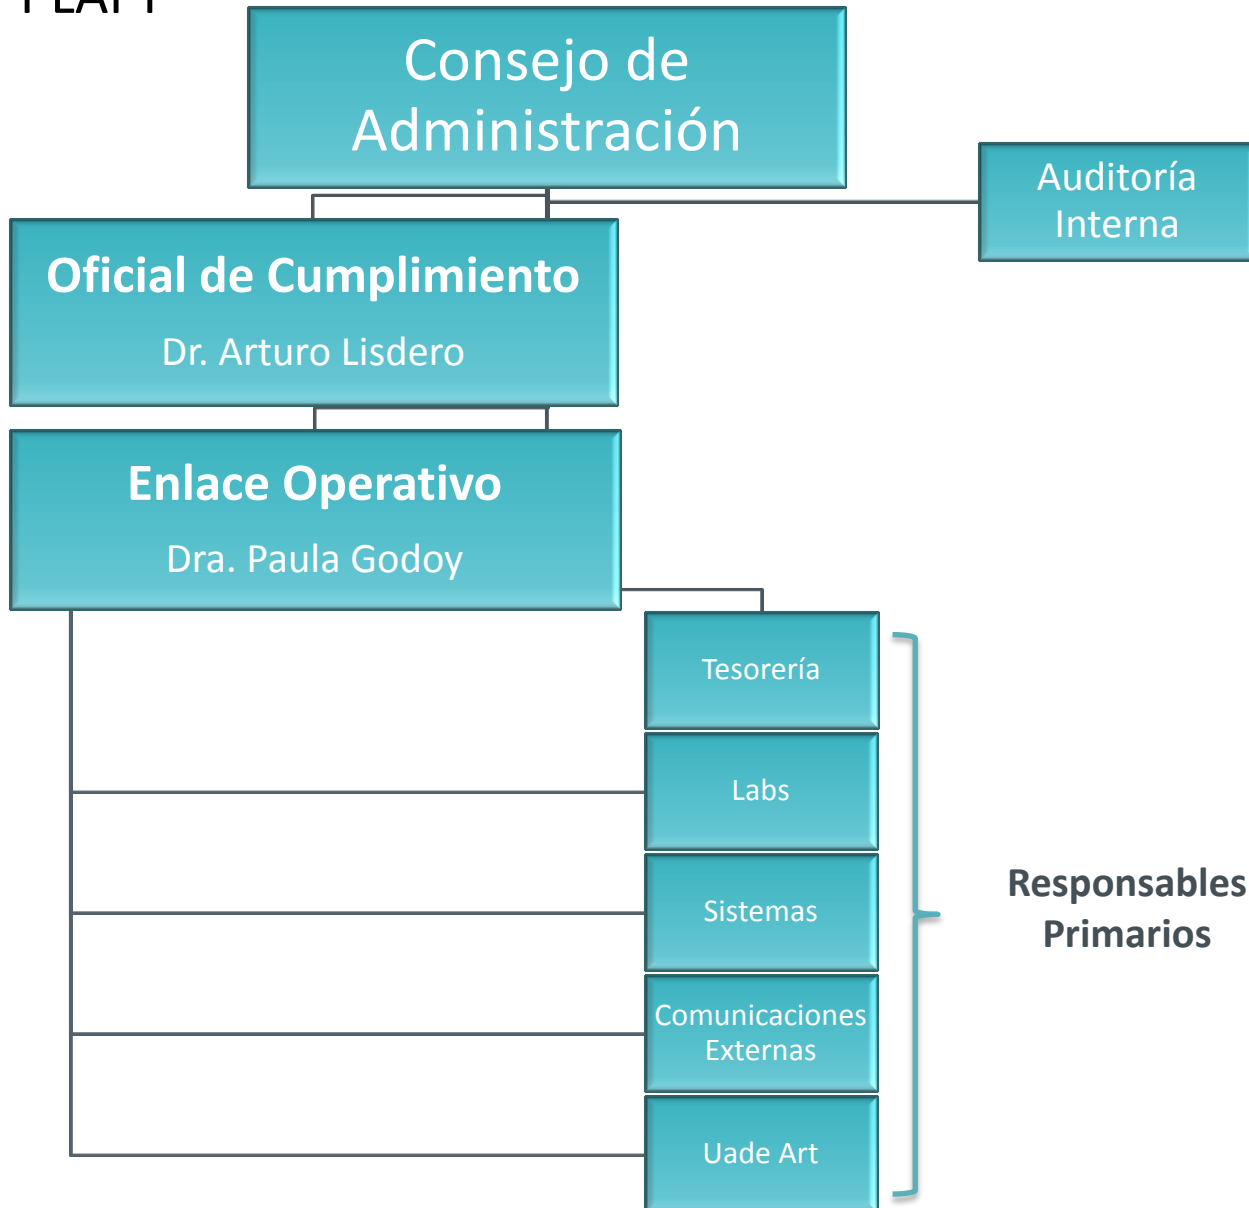 Consejo de
Administración
Auditoría
Interna
Oficial de Cumplimiento
Dr. Arturo Lisdero
Enlace Operativo
Dra. Paula Godoy
Tesorería
Labs
Sistemas
Comunicaciones
Externas
Uade Art
Responsables
Primarios